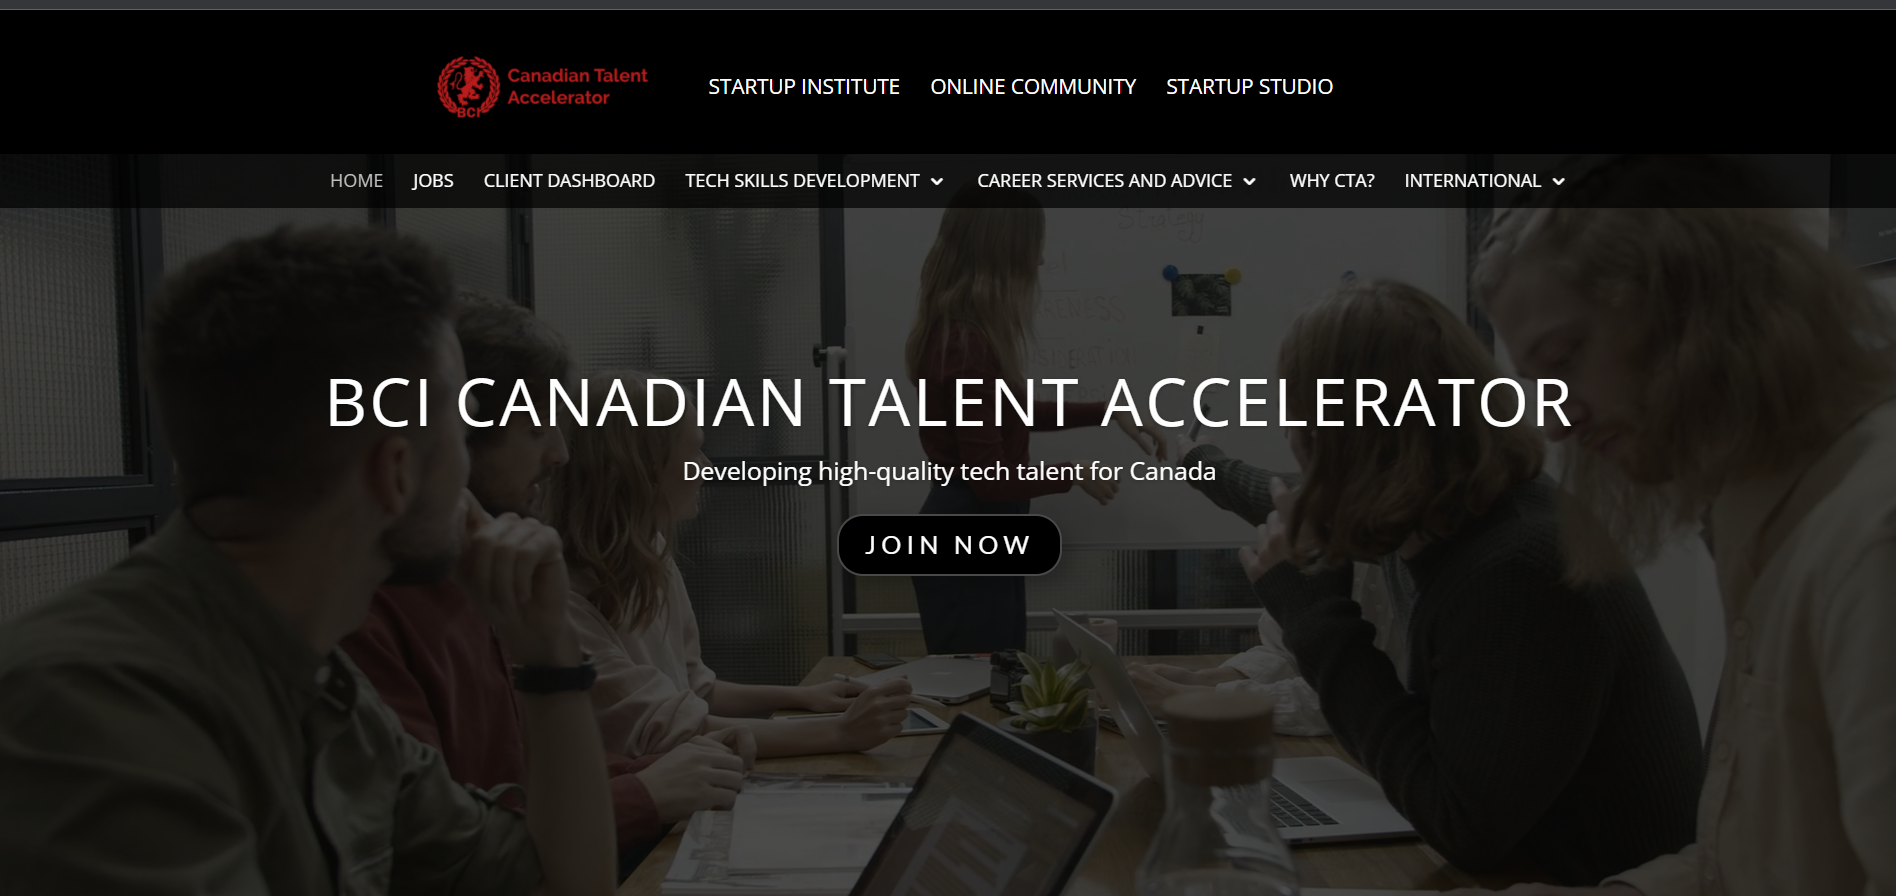 Canadian Talent
Accelerator
BCI
STARTUP INSTITUTE ONLINE COMMUNITY STARTUP STUDIO
HOME JOBS CLIENT DASHBOARD TECH SKILLS DEVELOPMENT CAREER SERVICES AND ADVICE WHY CTA? INTERNATIONAL
Strategy
BCI CANADIAN TALENT ACCELERATOR
Developing high-quality tech talent for Canada
JOIN NOW